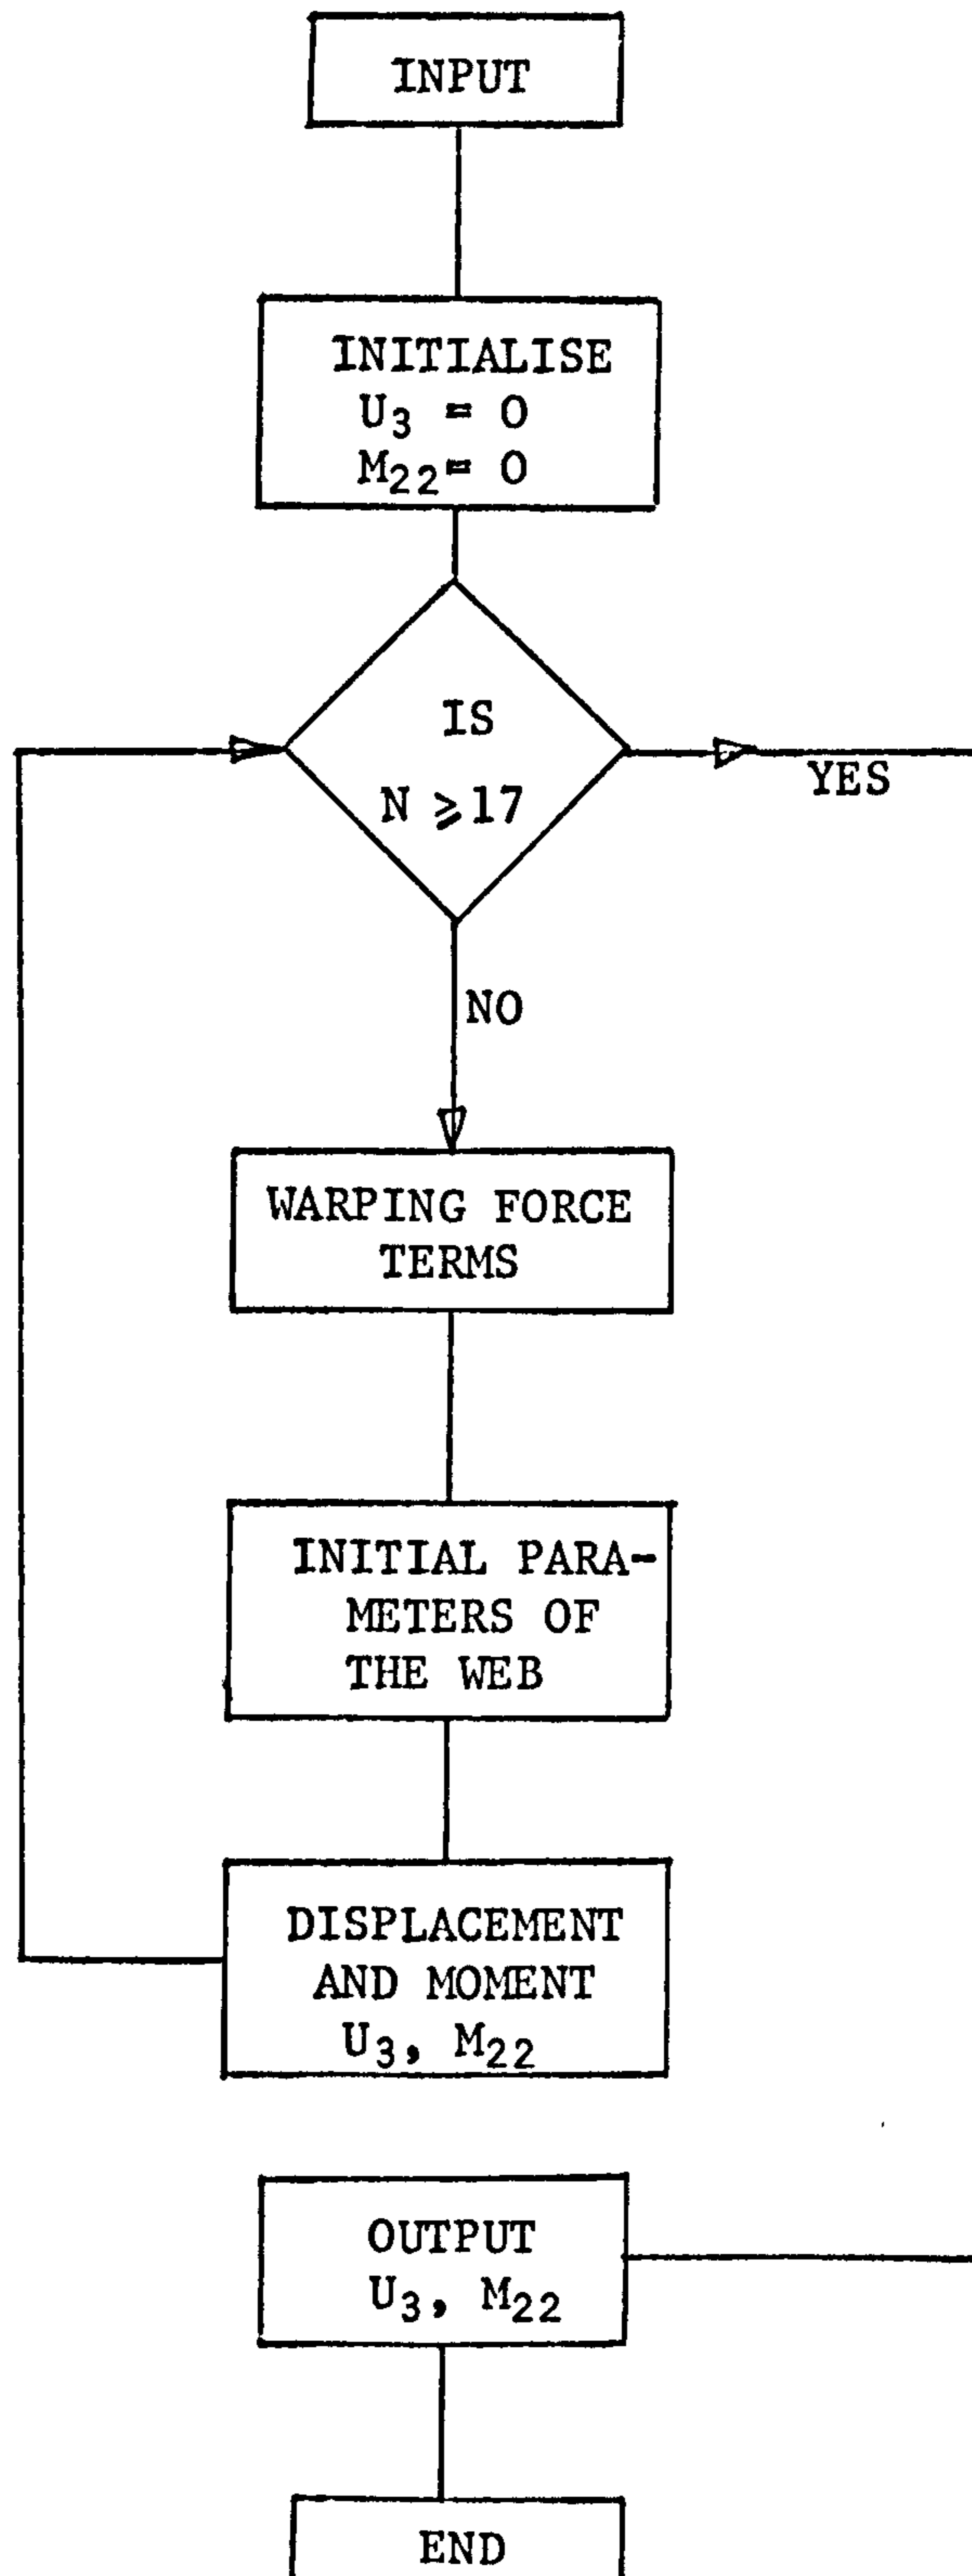 INPUT
INITIALISE
U₃ = 0
M₂₂ = 0
IS
N ⩾ 17
YES
NO
WARPING FORCE
TERMS
INITIAL PARA-
METERS OF
THE WEB
DISPLACEMENT
AND MOMENT
U₃, M₂₂
OUTPUT
U₃, M₂₂
END